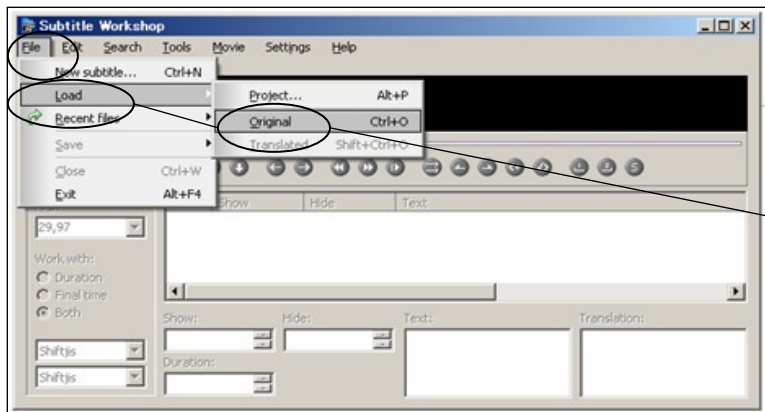 Subtitle Workshop
File Edit Search Tools Movie Settings Help
New subtitle... Ctrl+N
Load
Recent files
Save
Close Ctrl+W
Exit Alt+F4
Project... Alt+P
Original Ctrl+O
Translated Shift+Ctrl+O
Show Hide Text
29,97
Work with:
Duration
Final time
Both
Shiftjis
Shiftjis
Show: Hide: Text: Translation:
Duration: